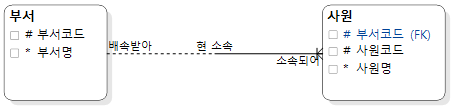 부서
# 부서코드
* 부서명
배속받아
현 소속
소속되어
사원
# 부서코드 (FK)
# 사원코드
* 사원명